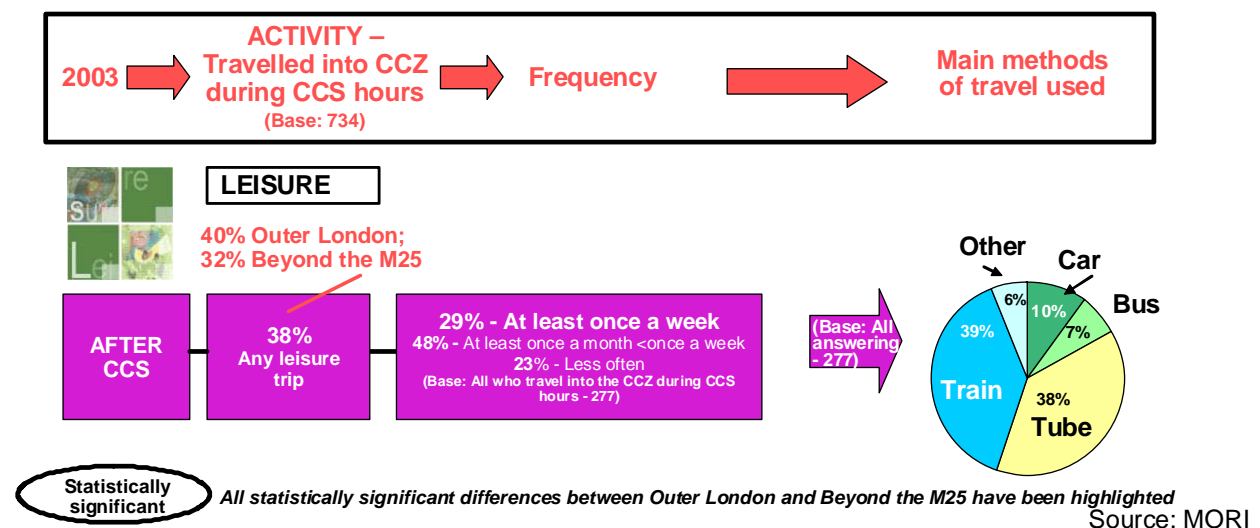 2003
ACTIVITY –
Travelled into CCZ
during CCS hours
(Base: 734)
Frequency
Main methods
of travel used
re
Su
L
Lei
LEISURE
40% Outer London;
32% Beyond the M25
AFTER
CCS
38%
Any leisure
trip
29% - At least once a week
48% - At least once a month <once a week
23% - Less often
(Base: All who travel into the CCZ during CCS
hours - 277)
(Base: All
answering
- 277)
Other
Car
Bus
6%
10%
7%
39%
Train
38%
Tube
Statistically
significant
All statistically significant differences between Outer London and Beyond the M25 have been highlighted
Source: MORI